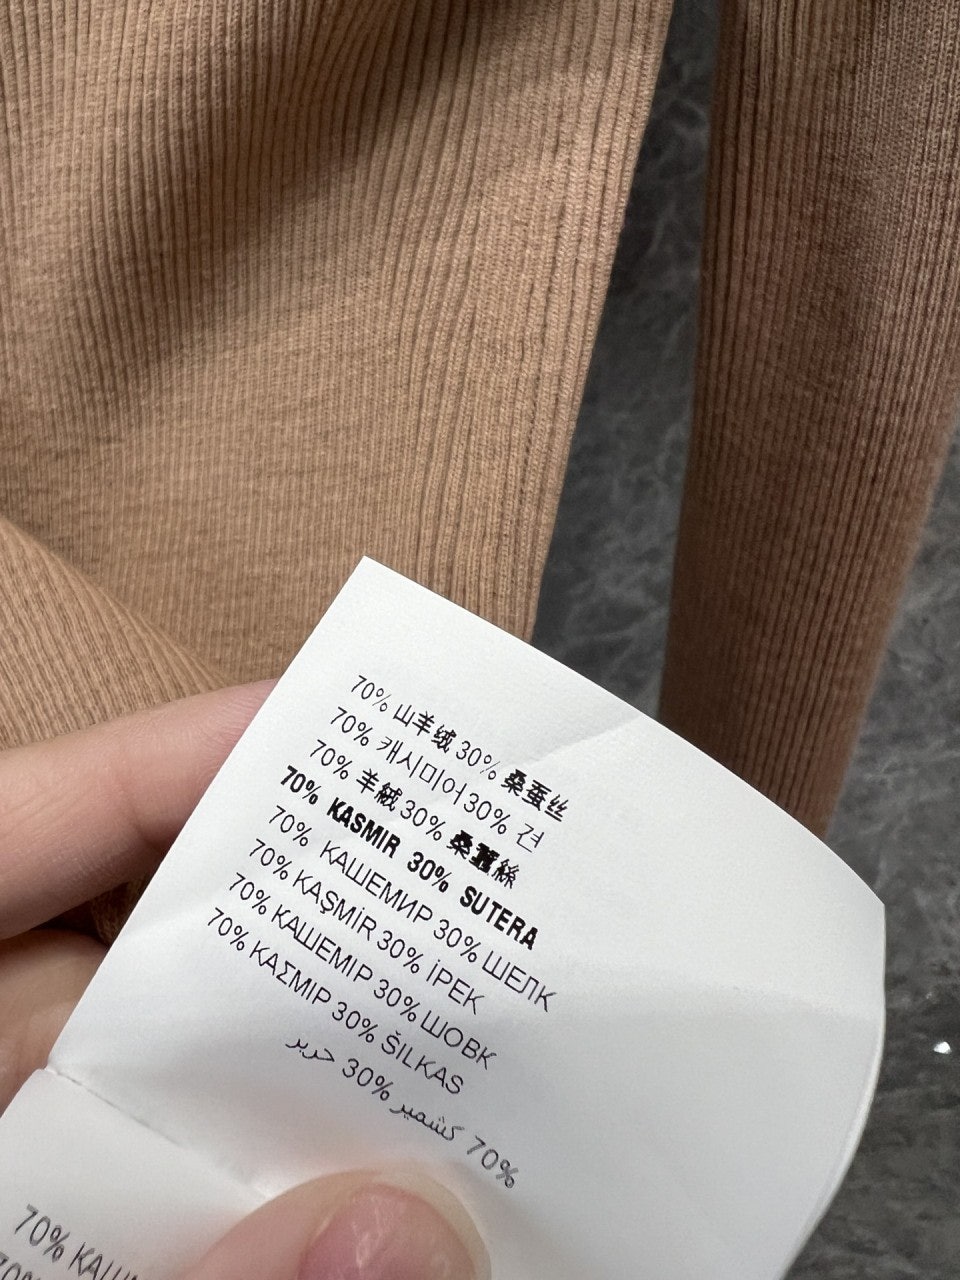 70% 山羊绒 30% 桑蚕丝
70% 캐시미어 30% 견
70% 羊絨 30% 桑蠶絲
70% KASMIR 30% SUTERA
70% КАШЕМИР 30% ШЕЛК
70% KAŞMİR 30% İPEK
70% КАШЕМІР 30% ШОВК
70% ΚΑΣΜΙΡ 30% ŠILKAS
70% كشمير 30% حرير
70%